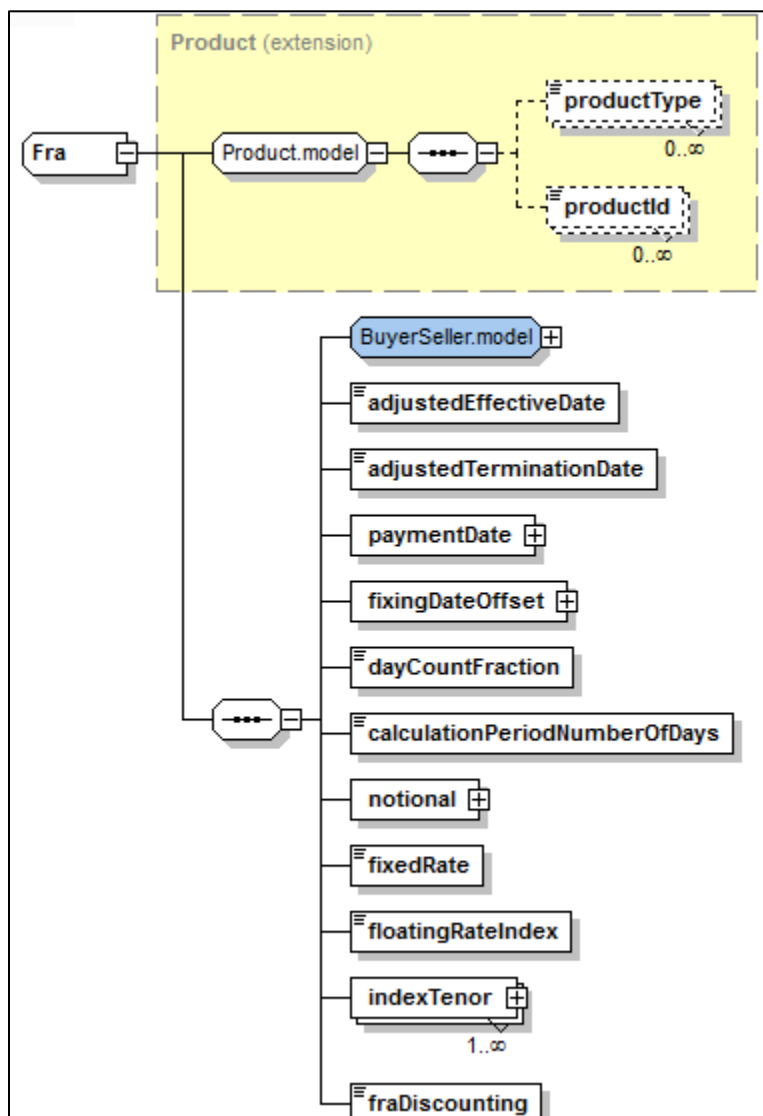 Product (extension)
Fra
Product.model
productType
0..∞
productId
0..∞
BuyerSeller.model
adjustedEffectiveDate
adjustedTerminationDate
paymentDate
fixingDateOffset
dayCountFraction
calculationPeriodNumberOfDays
notional
fixedRate
floatingRateIndex
indexTenor
1..∞
fraDiscounting